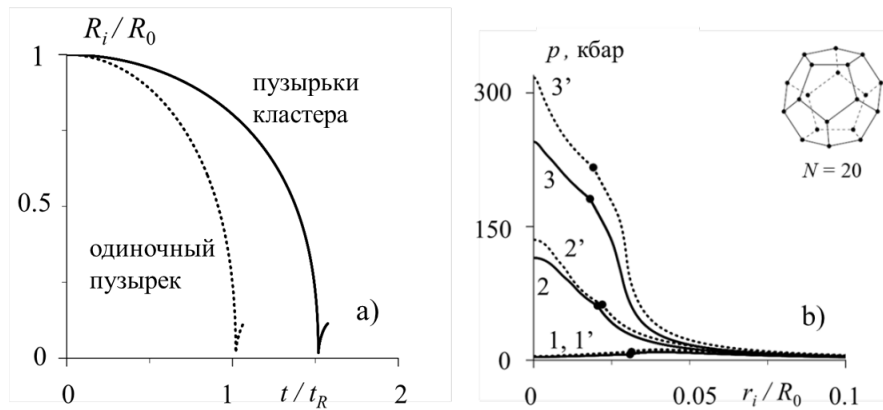 R_i / R_0
1
пузырьки
кластера
0.5
одиночный
пузырек
a)
0
0
1
t / t_R
2
p, кбар
3’
300
3
N = 20
150
2’
2
b)
1, 1’
0
0
0.05
r_i / R_0
0.1